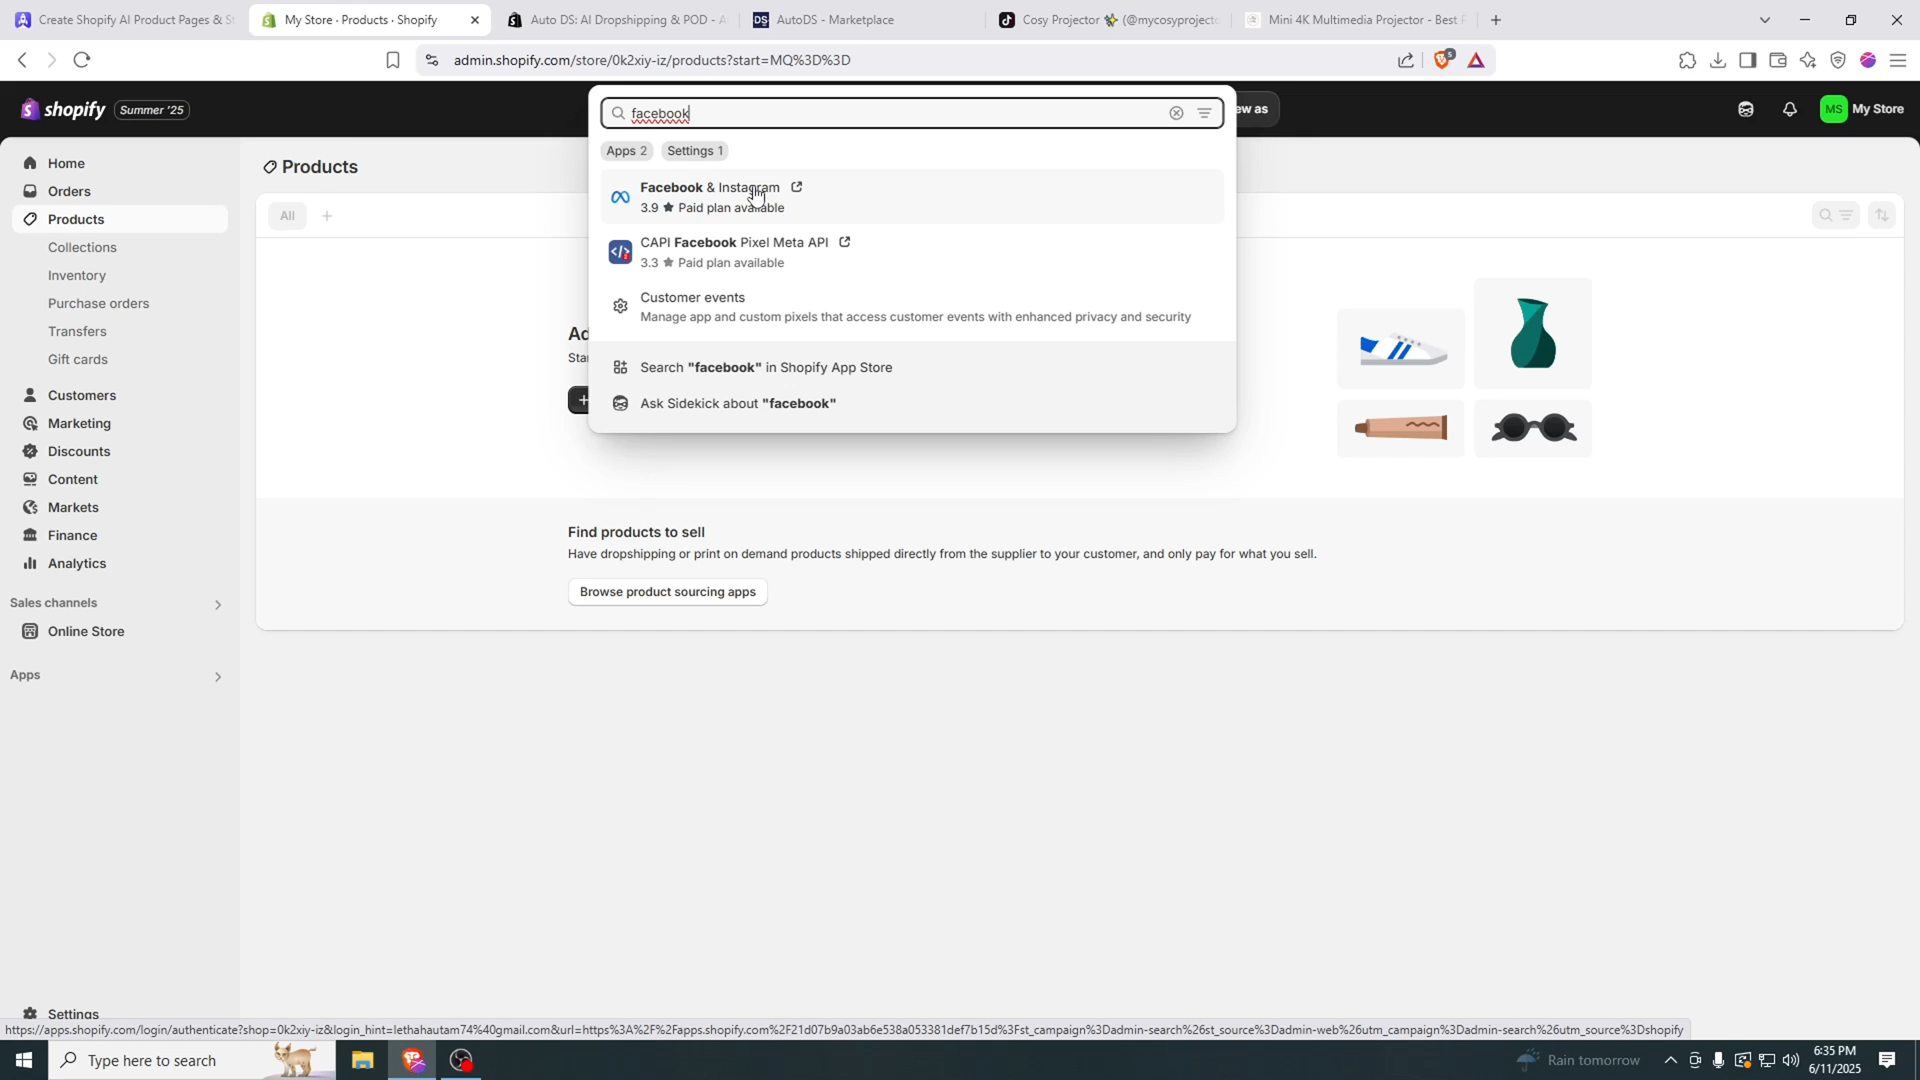 Create Shopify AI Product Pages & St
My Store · Products · Shopify
Auto DS: AI Dropshipping & POD - A
AutoDS - Marketplace
Cosy Projector ✨ (@mycosyprojecto
Mini 4K Multimedia Projector - Best P
admin.shopify.com/store/0k2xiy-iz/products?start=MQ%3D%3D
shopify
Summer '25
facebook
ew as
MS
My Store
Apps 2
Settings 1
Facebook & Instagram
3.9 ★ Paid plan available
CAPI Facebook Pixel Meta API
3.3 ★ Paid plan available
Customer events
Manage app and custom pixels that access customer events with enhanced privacy and security
Search "facebook" in Shopify App Store
Ask Sidekick about "facebook"
Home
Orders
Products
Collections
Inventory
Purchase orders
Transfers
Gift cards
Customers
Marketing
Discounts
Content
Markets
Finance
Analytics
Sales channels
Online Store
Apps
Settings
Products
All
Ad
Sta
Find products to sell
Have dropshipping or print on demand products shipped directly from the supplier to your customer, and only pay for what you sell.
Browse product sourcing apps
https://apps.shopify.com/login/authenticate?shop=0k2xiy-iz&login_hint=lethahautam74%40gmail.com&url=https%3A%2F%2Fapps.shopify.com%2F21d07b9a03ab6e538a053381def7b15d%3Fst_campaign%3Dadmin-search%26st_source%3Dadmin-web%26utm_campaign%3Dadmin-search%26utm_source%3Dshopify
Type here to search
Rain tomorrow
6:35 PM
6/11/2025